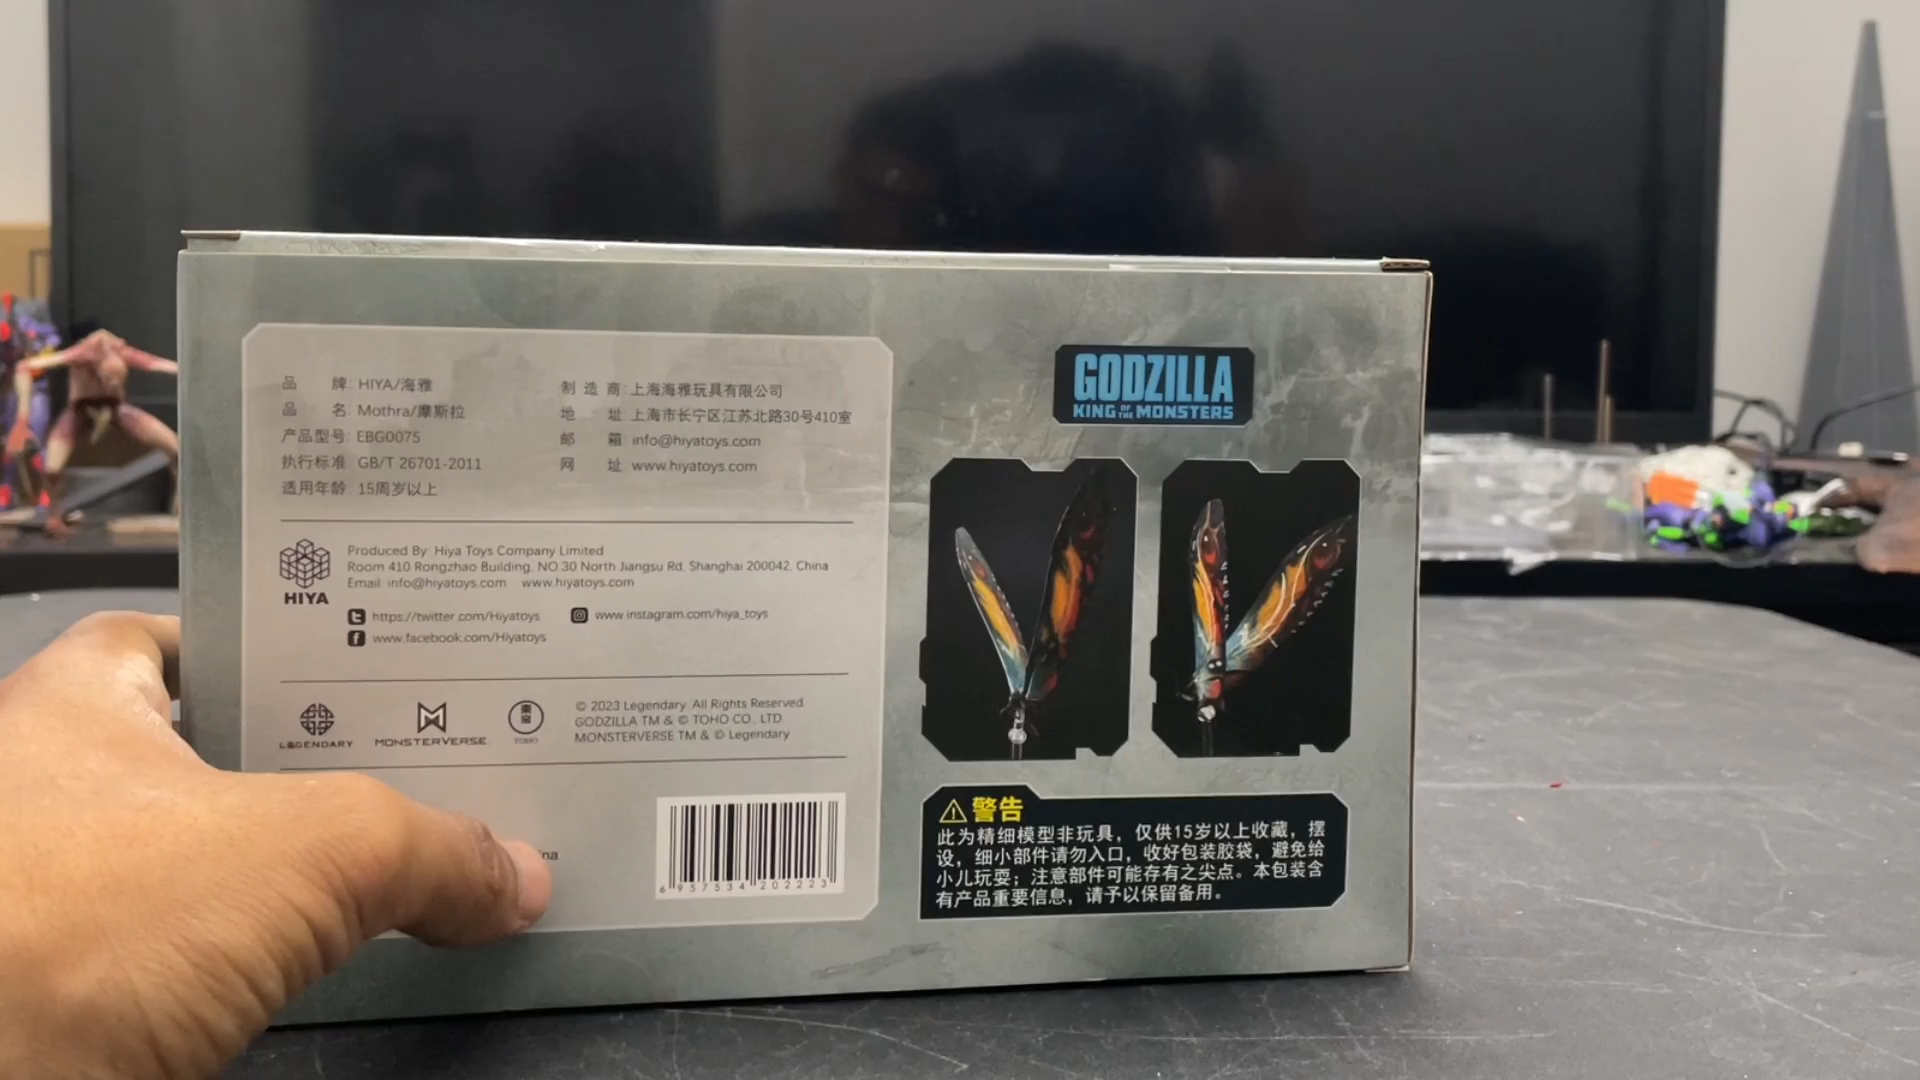 品 牌: HIYA/海雅
品 名: Mothra/摩斯拉
产品型号: EBG0075
执行标准: GB/T 26701-2011
适用年龄: 15周岁以上
制 造 商: 上海海雅玩具有限公司
地 址: 上海市长宁区江苏北路30号410室
邮 箱: info@hiyatoys.com
网 址: www.hiyatoys.com
HIYA
Produced By: Hiya Toys Company Limited
Room 410 Rongzhao Building, NO.30 North Jiangsu Rd. Shanghai 200042, China
Email: info@hiyatoys.com www.hiyatoys.com
https://twitter.com/Hiyatoys www.instagram.com/hiya_toys
www.facebook.com/Hiyatoys
LEGENDARY
MONSTERVERSE
東宝
TOHO
© 2023 Legendary. All Rights Reserved.
GODZILLA TM & © TOHO CO., LTD
MONSTERVERSE TM & © Legendary
6 957534 202223
GODZILLA
KING OF THE MONSTERS
警告
此为精细模型非玩具，仅供15岁以上收藏，摆
设，细小部件请勿入口，收好包装胶袋，避免给
小儿玩耍；注意部件可能存有之尖点。本包装含
有产品重要信息，请予以保留备用。